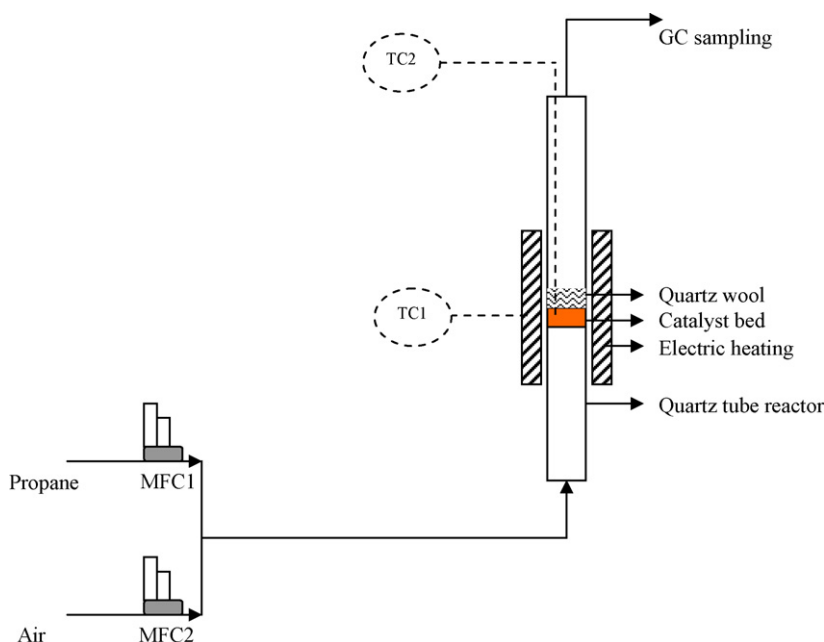 GC sampling
TC2
Quartz wool
TC1
Catalyst bed
Electric heating
Quartz tube reactor
Propane
MFC1
Air
MFC2